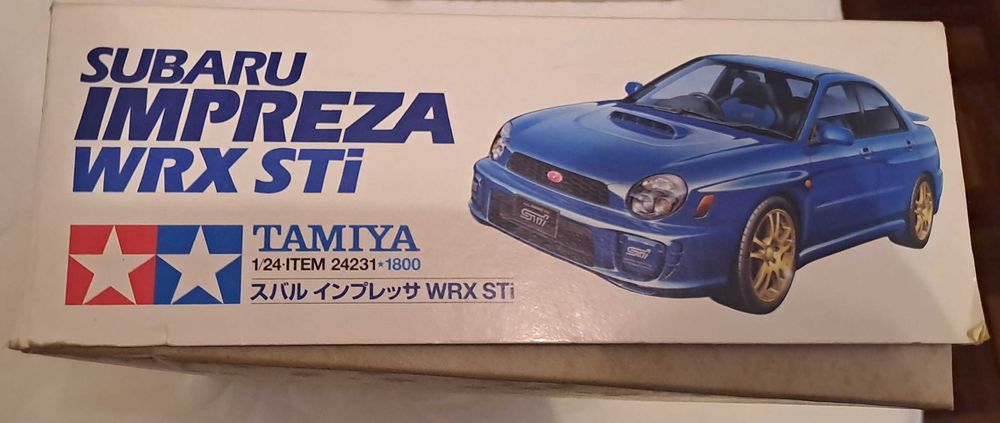 SUBARU
IMPREZA
WRX STi
TAMIYA
1/24·ITEM 24231★1800
スバル インプレッサ WRX STi
STi
STi